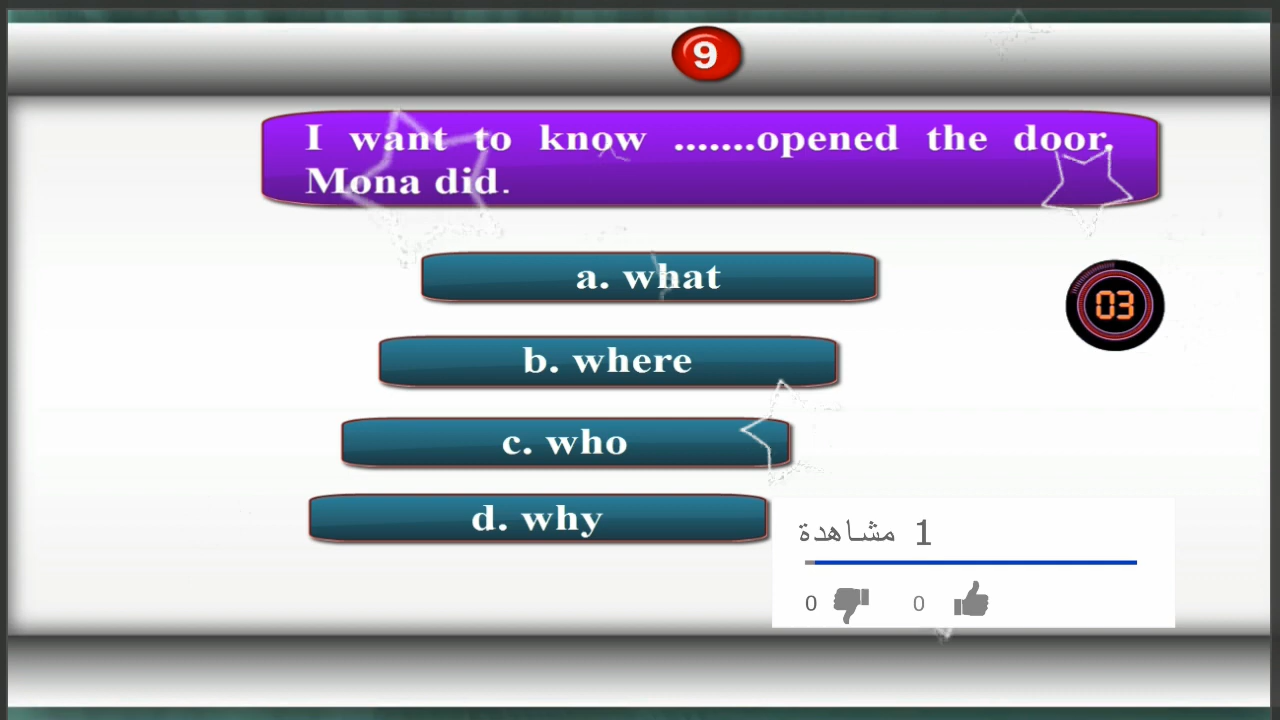 9
I want to know .......opened the door.
Mona did.
a. what
03
b. where
c. who
d. why
1 مشاهدة
0 0